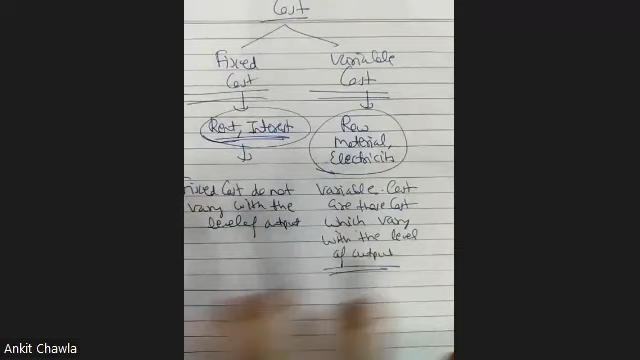 Cost
Fixed Cost
Variable Cost
Rent, Interest
Raw Material, Electricity
Fixed Cost do not
vary with the
level of output
Variable Cost
are those Cost
which vary
with the level
of output
Ankit Chawla